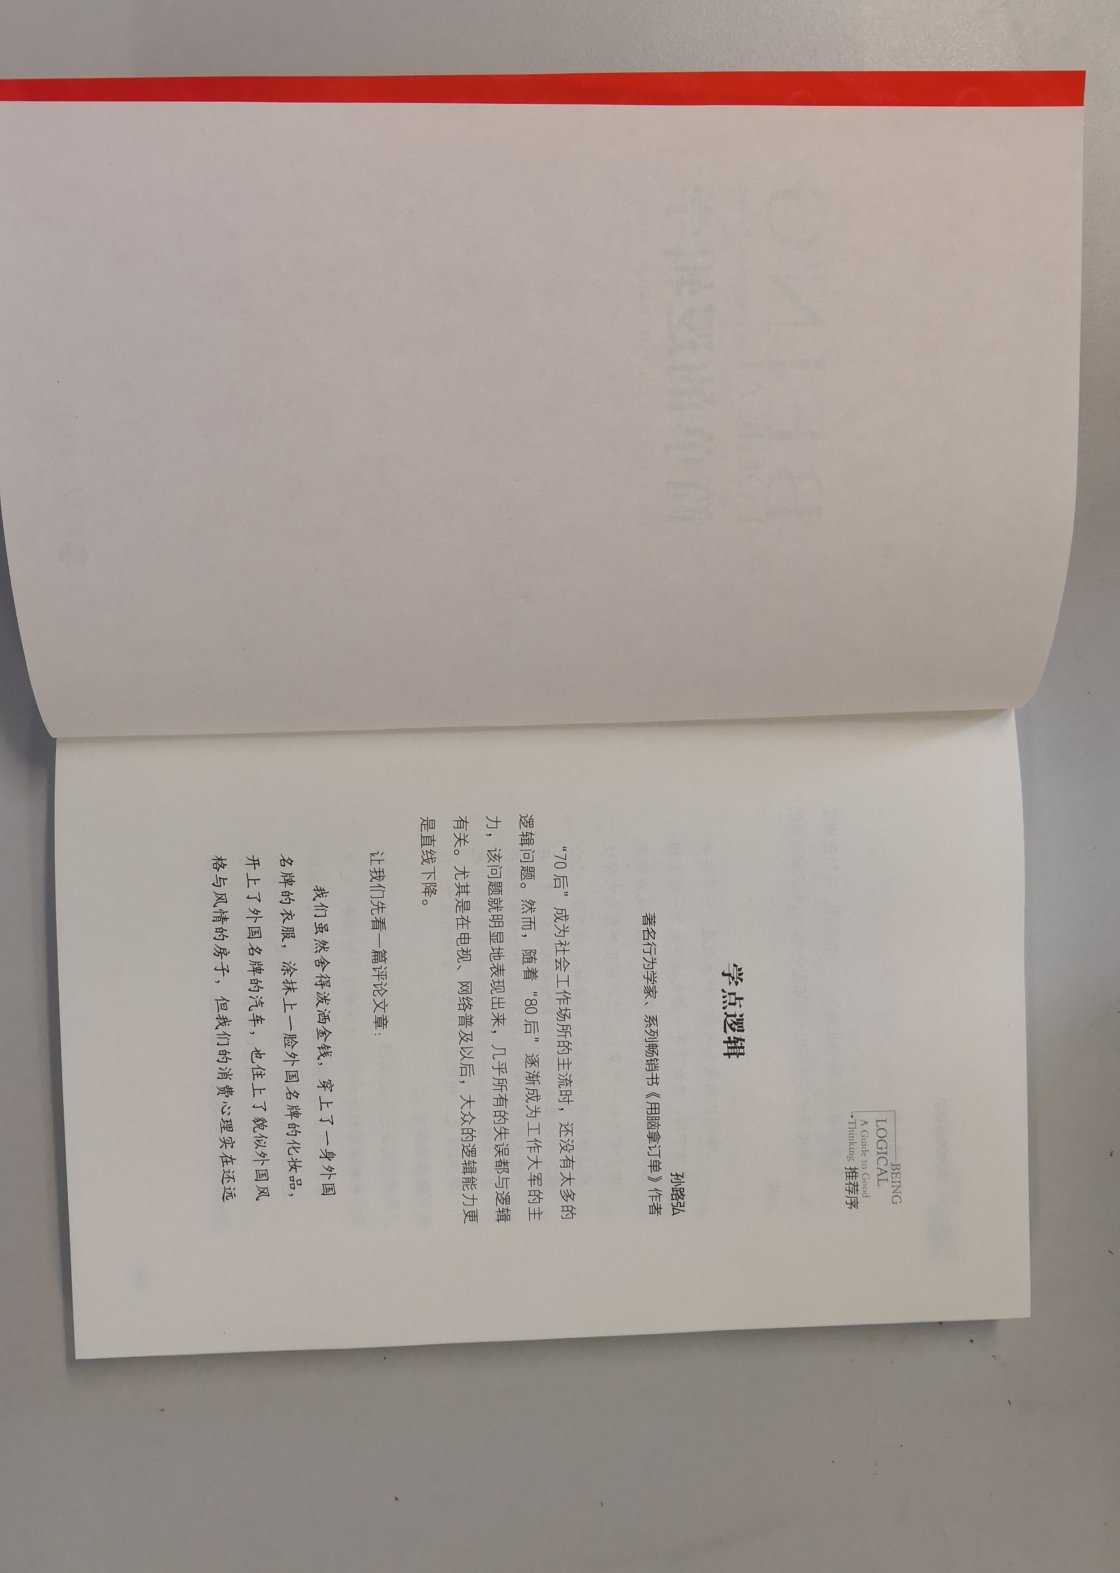 BEING
LOGICAL
A Guide to Good
Thinking 推荐序
学点逻辑
孙路弘
著名行为学家、系列畅销书《用脑拿订单》作者
“70后”成为社会工作场所的主流时，还没有太多的
逻辑问题。然而，随着“80后”逐渐成为工作大军的主
力，该问题就明显地表现出来，几乎所有的失误都与逻辑
有关。尤其是在电视、网络普及以后，大众的逻辑能力更
是直线下降。
让我们先看一篇评论文章：
我们虽然舍得泼洒金钱，穿上了一身外国
名牌的衣服，涂抹上一脸外国名牌的化妆品，
开上了外国名牌的汽车，也住上了貌似外国风
格与风情的房子，但我们的消费心理实在还远